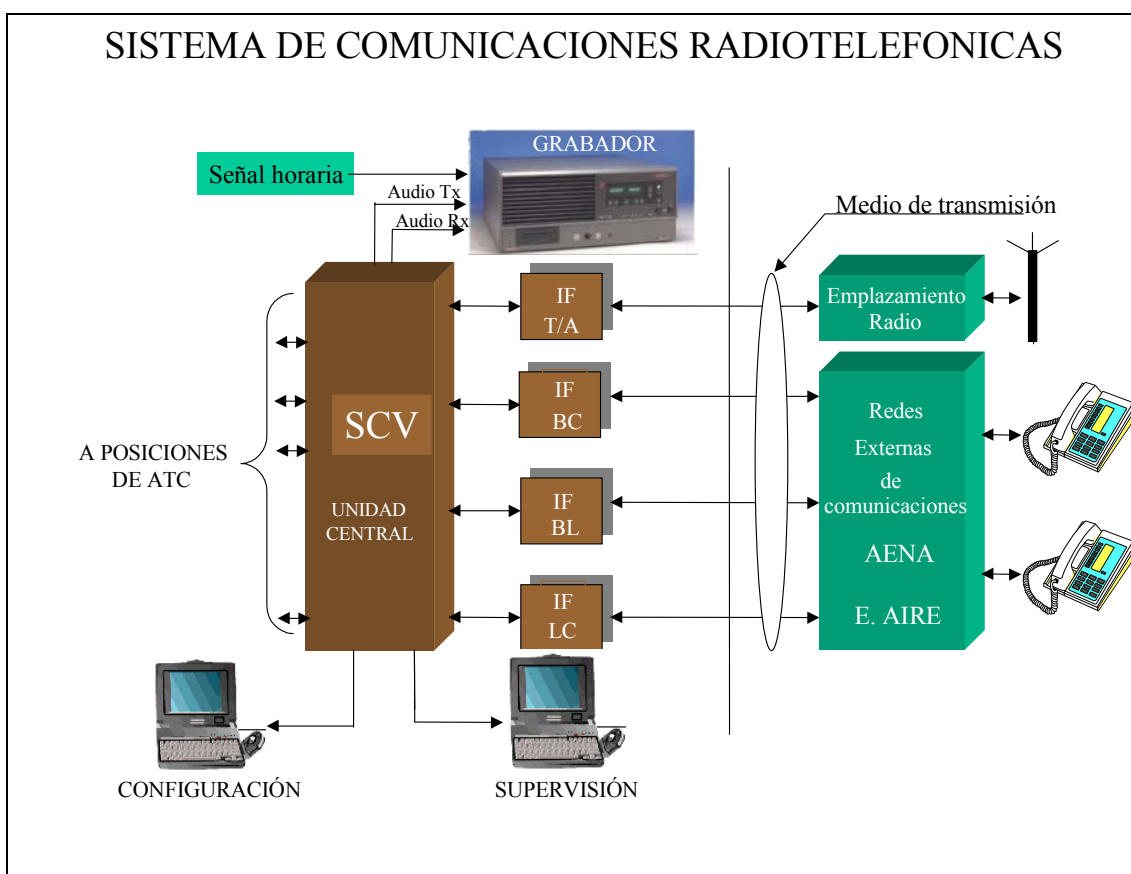 SISTEMA DE COMUNICACIONES RADIOTELEFONICAS
GRABADOR
Señal horaria
Audio Tx
Audio Rx
Medio de transmisión
IF
T/A
Emplazamiento
Radio
IF
BC
SCV
Redes
Externas
de
comunicaciones
A POSICIONES
DE ATC
UNIDAD
CENTRAL
IF
BL
AENA
IF
LC
E. AIRE
CONFIGURACIÓN
SUPERVISIÓN